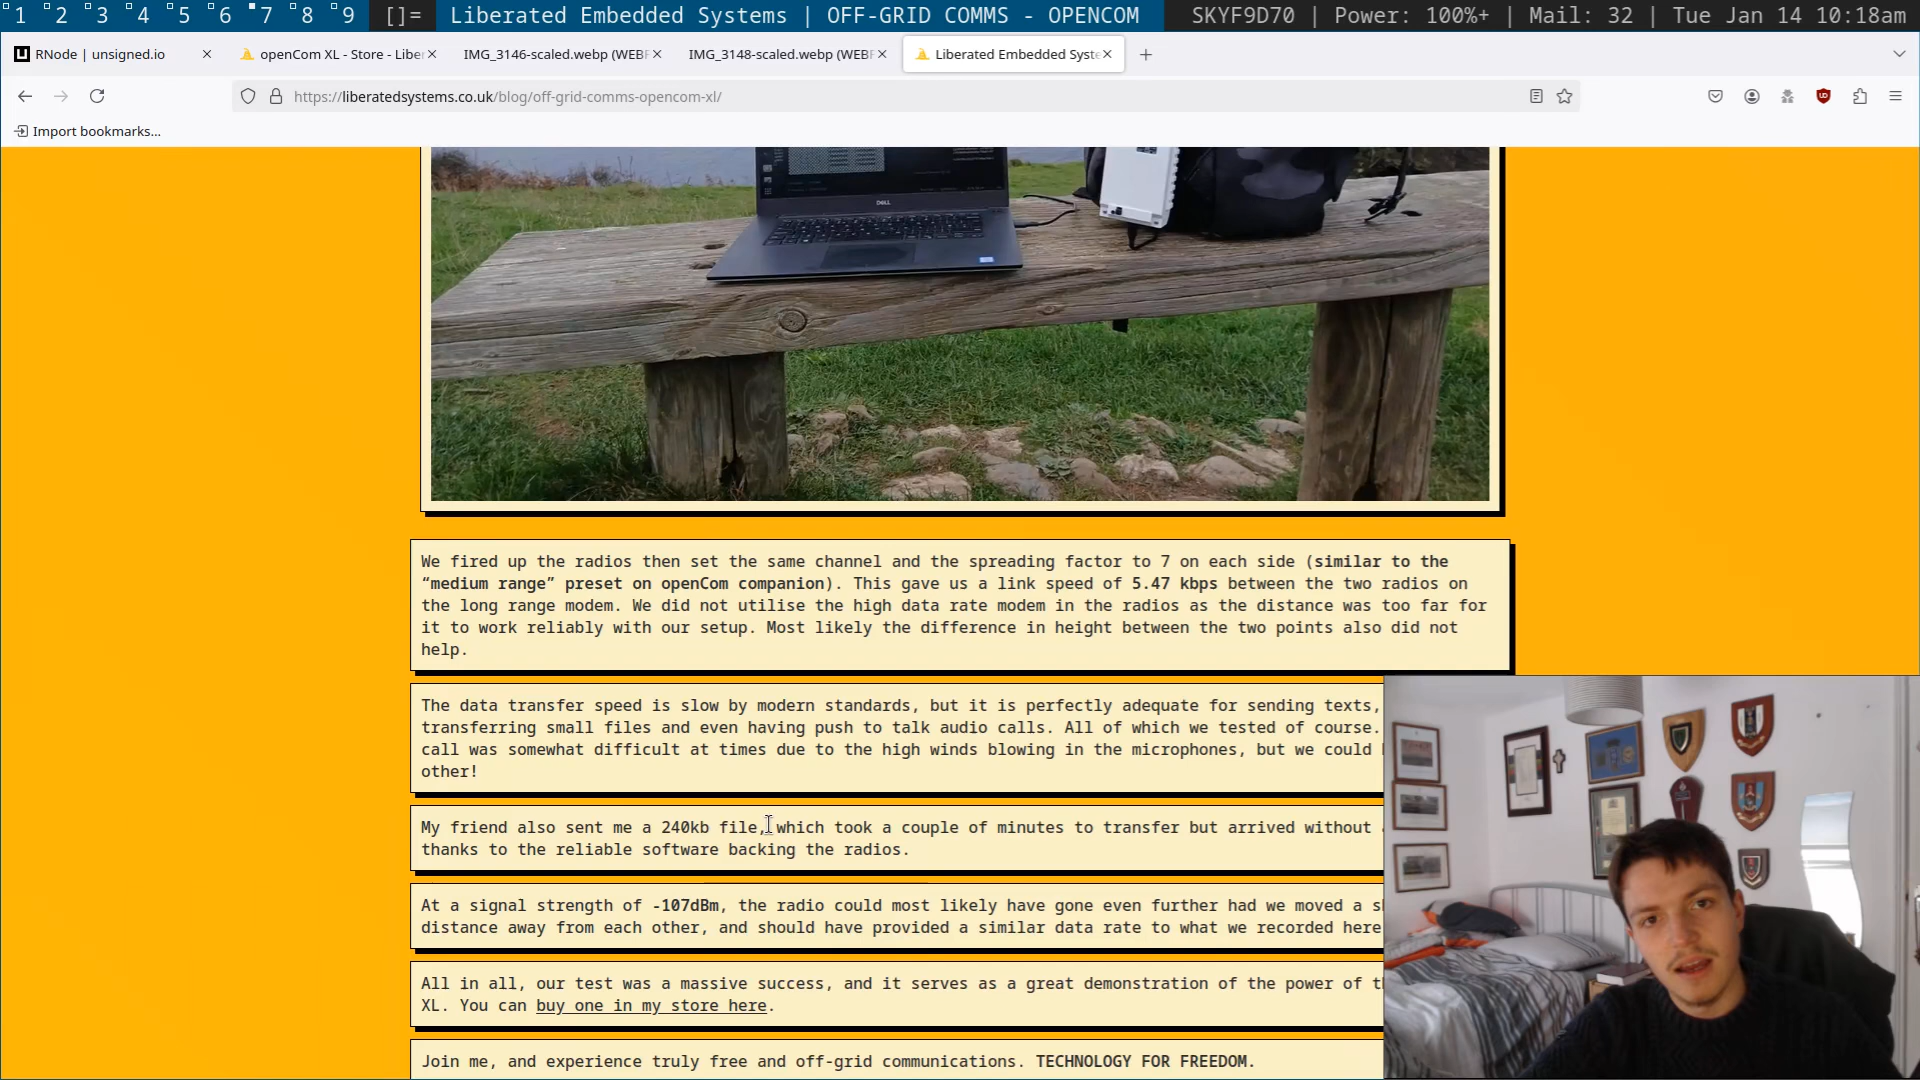 1 2 3 4 5 6 7 8 9 []= Liberated Embedded Systems | OFF-GRID COMMS - OPENCOM SKYF9D70 | Power: 100%+ | Mail: 32 | Tue Jan 14 10:18am
RNode | unsigned.io openCom XL - Store - Libe IMG_3146-scaled.webp (WEB IMG_3148-scaled.webp (WEB Liberated Embedded Syst
https://liberatedsystems.co.uk/blog/off-grid-comms-opencom-xl/
Import bookmarks...
DELL
We fired up the radios then set the same channel and the spreading factor to 7 on each side (similar to the
“medium range” preset on openCom companion). This gave us a link speed of 5.47 kbps between the two radios on
the long range modem. We did not utilise the high data rate modem in the radios as the distance was too far for
it to work reliably with our setup. Most likely the difference in height between the two points also did not
help.
The data transfer speed is slow by modern standards, but it is perfectly adequate for sending texts,
transferring small files and even having push to talk audio calls. All of which we tested of course.
call was somewhat difficult at times due to the high winds blowing in the microphones, but we could
other!
My friend also sent me a 240kb file, which took a couple of minutes to transfer but arrived without
thanks to the reliable software backing the radios.
At a signal strength of -107dBm, the radio could most likely have gone even further had we moved a
distance away from each other, and should have provided a similar data rate to what we recorded here
All in all, our test was a massive success, and it serves as a great demonstration of the power of
XL. You can buy one in my store here.
Join me, and experience truly free and off-grid communications. TECHNOLOGY FOR FREEDOM.